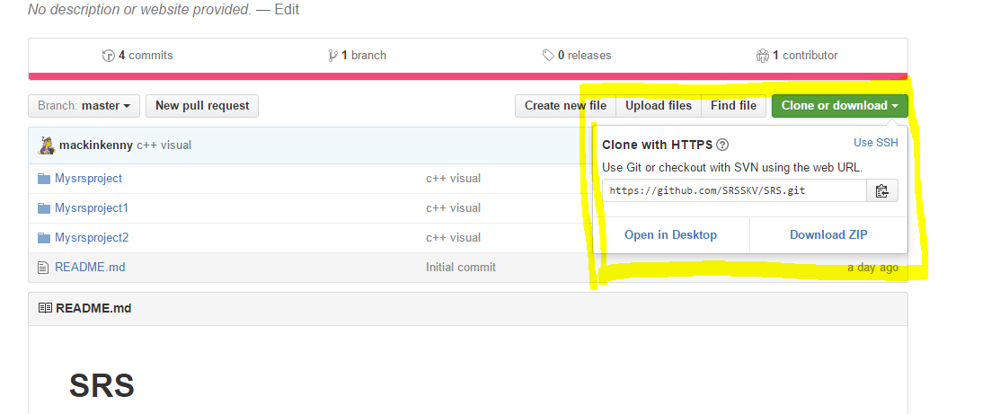 No description or website provided. — Edit
4 commits 1 branch 0 releases 1 contributor
Branch: master New pull request Create new file Upload files Find file Clone or download
mackinkenny c++ visual
Clone with HTTPS ? Use SSH
Use Git or checkout with SVN using the web URL.
https://github.com/SRSSKV/SRS.git
Open in Desktop Download ZIP
Mysrsproject c++ visual
Mysrsproject1 c++ visual
Mysrsproject2 c++ visual
README.md Initial commit a day ago
README.md
SRS